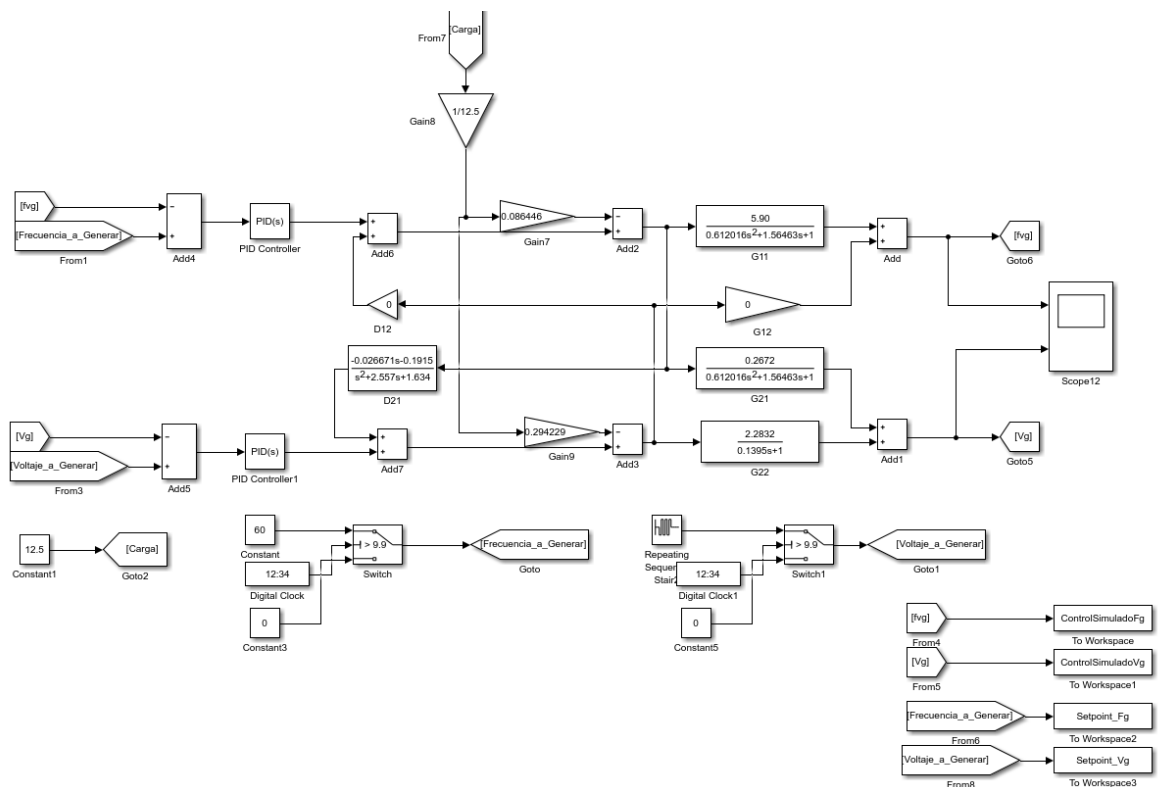 [Carga]
From7
1/12.5
Gain8
[fvg]
[Frecuencia_a_Generar]
From1
−
+
Add4
PID(s)
PID Controller
+
+
Add6
0.086446
Gain7
−
+
Add2
5.90
0.612016s²+1.56463s+1
G11
+
+
Add
[fvg]
Goto6
0
D12
0
G12
-0.026671s-0.1915
s²+2.557s+1.634
D21
0.2672
0.612016s²+1.56463s+1
G21
Scope12
[Vg]
[Voltaje_a_Generar]
From3
−
+
Add5
PID(s)
PID Controller1
+
+
Add7
0.294229
Gain9
−
+
Add3
2.2832
0.1395s+1
G22
+
+
Add1
[Vg]
Goto5
12.5
Constant1
[Carga]
Goto2
60
Constant
12:34
Digital Clock
0
Constant3
> 9.9
Switch
[Frecuencia_a_Generar]
Goto
Repeating
Sequen
Stair2
12:34
Digital Clock1
0
Constant5
> 9.9
Switch1
[Voltaje_a_Generar]
Goto1
[fvg]
From4
ControlSimuladoFg
To Workspace
[Vg]
From5
ControlSimuladoVg
To Workspace1
[Frecuencia_a_Generar]
From6
Setpoint_Fg
To Workspace2
[Voltaje_a_Generar]
From8
Setpoint_Vg
To Workspace3